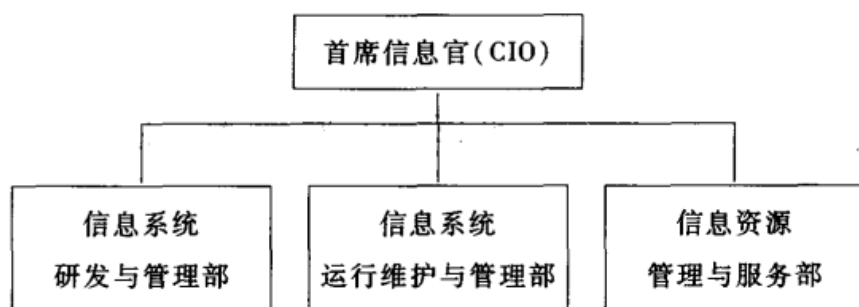 首席信息官(CIO)
信息系统
研发与管理部
信息系统
运行维护与管理部
信息资源
管理与服务部